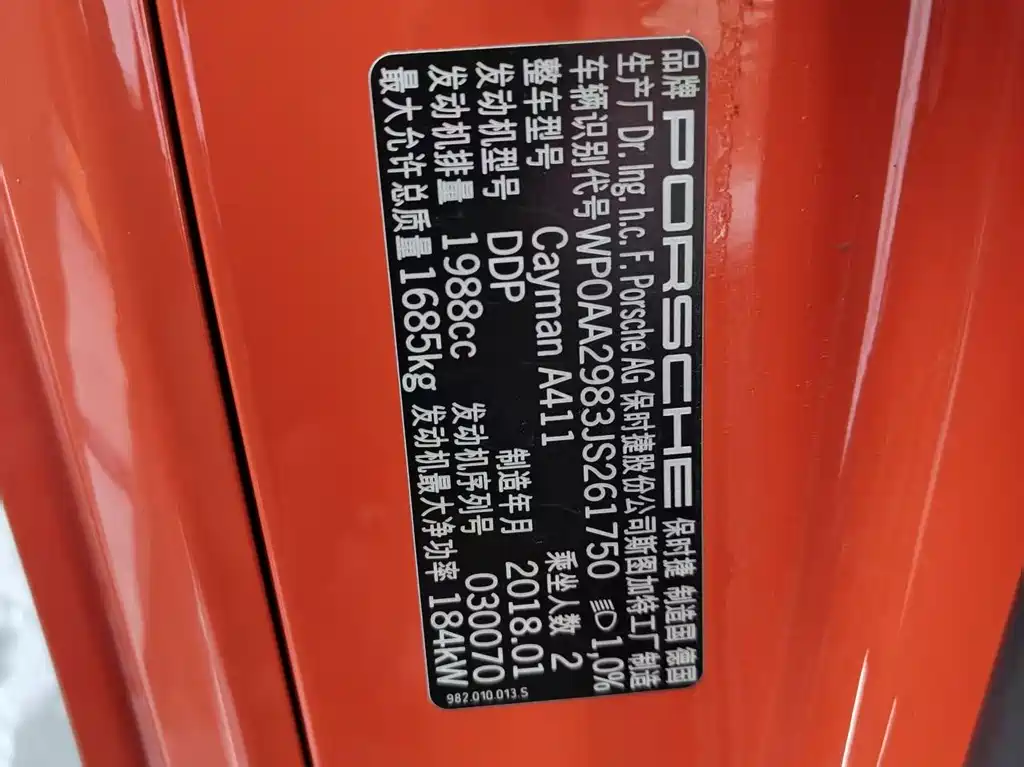 品牌 PORSCHE 保时捷 制造国 德国
生产厂 Dr. Ing. h.c. F. Porsche AG 保时捷股份公司斯图加特工厂 制造
车辆识别代号 WP0AA2983JS261750 1,0%
整车型号 Cayman A411 乘坐人数 2
发动机型号 DDP 制造年月 2018.01
发动机排量 1988cc 发动机序列号 030070
最大允许总质量 1685kg 发动机最大净功率 184kW
982.010.013.S